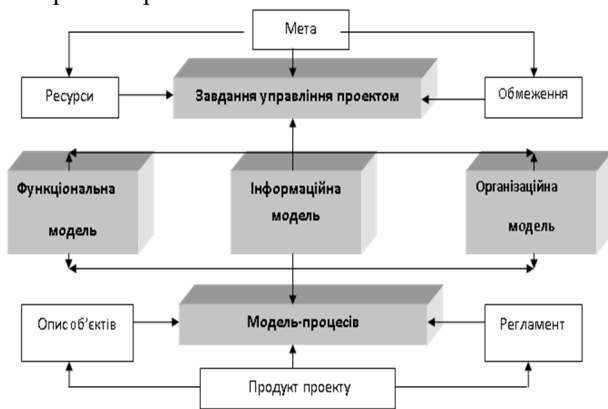 Мета
Ресурси
Завдання управління проектом
Обмеження
Функціональна
модель
Інформаційна
модель
Організаційна
модель
Опис об’єктів
Модель-процесів
Регламент
Продукт проекту